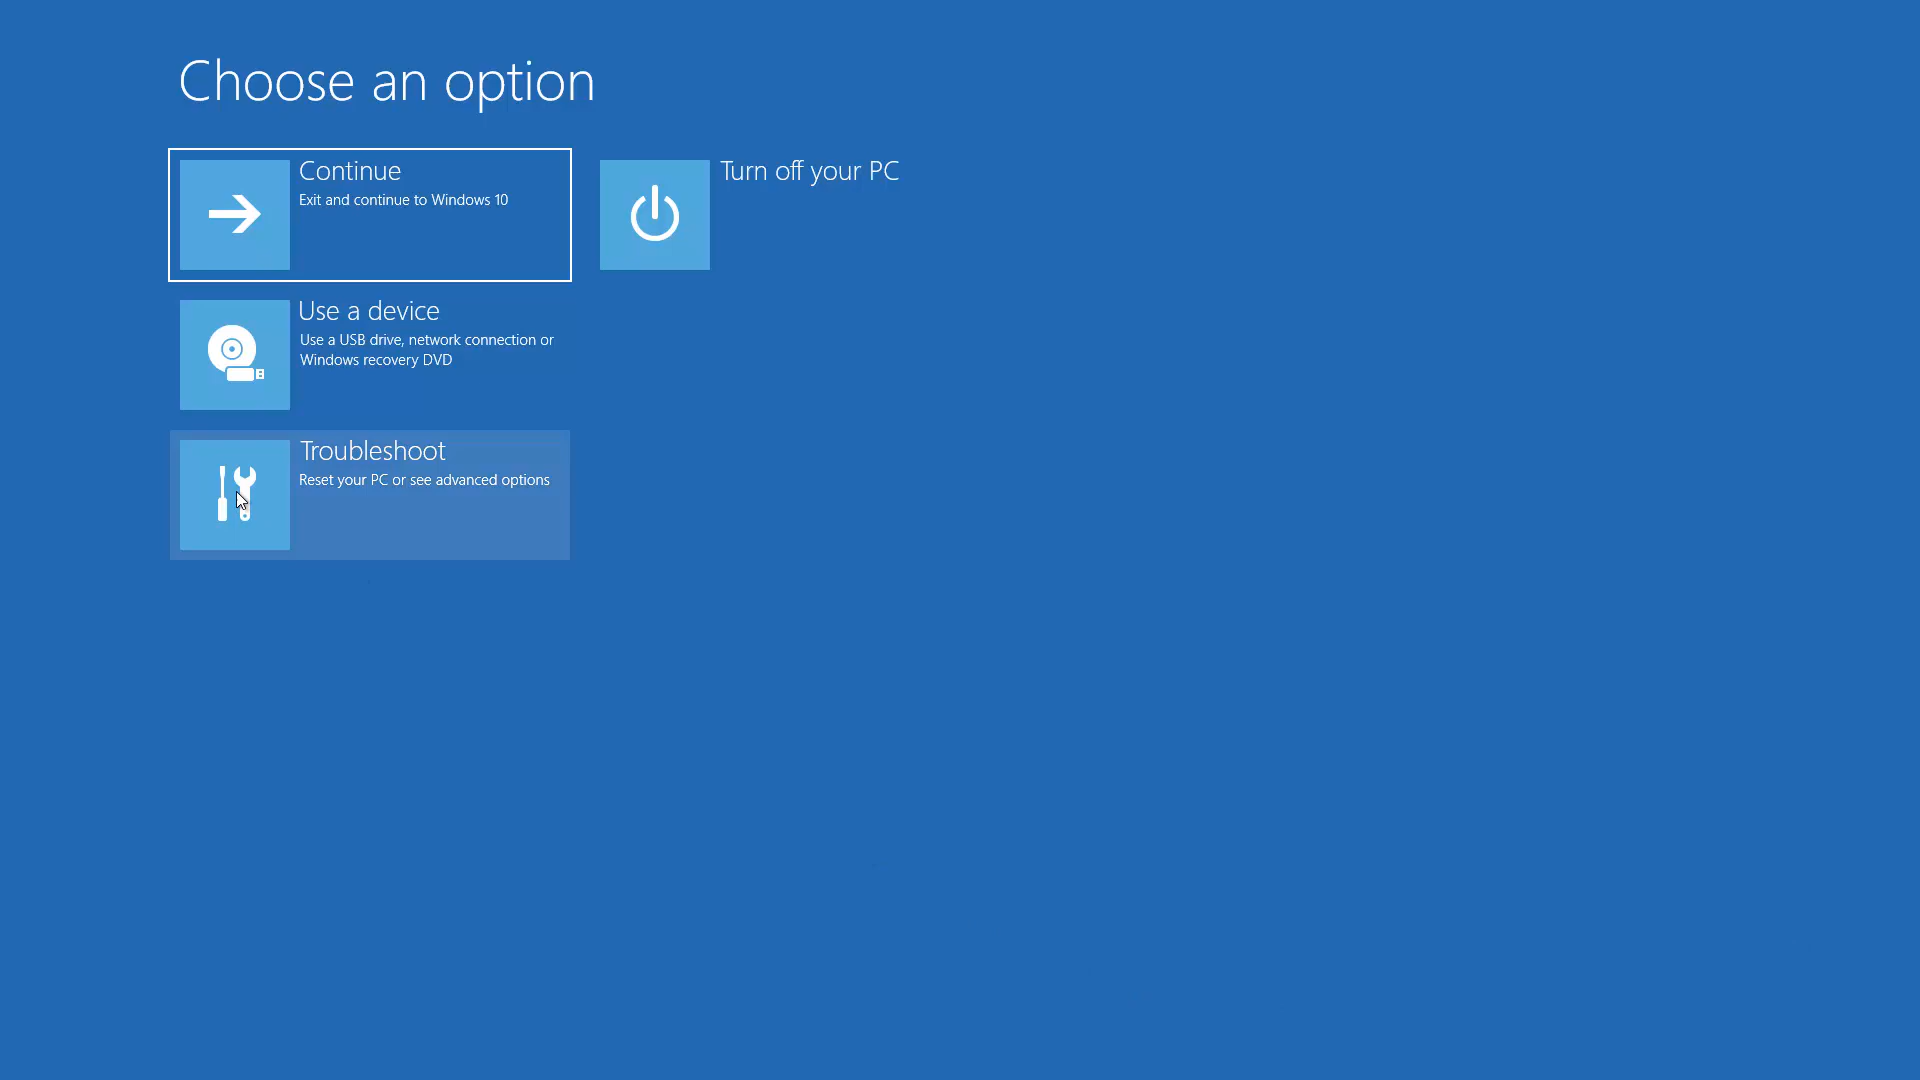 Choose an option
Continue
Exit and continue to Windows 10
Turn off your PC
Use a device
Use a USB drive, network connection or
Windows recovery DVD
Troubleshoot
Reset your PC or see advanced options